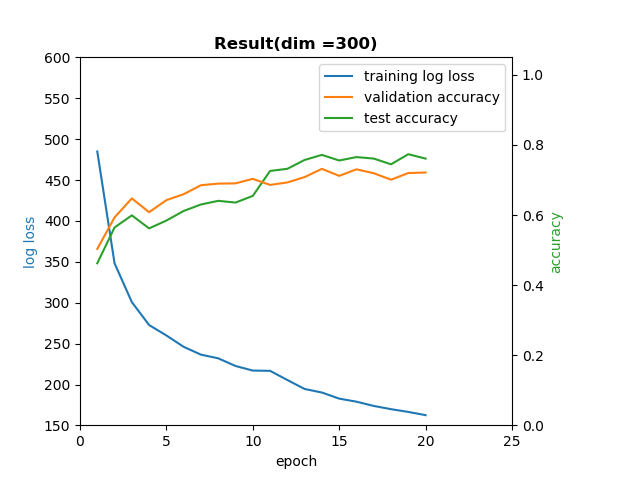 Result(dim =300)
training log loss
validation accuracy
test accuracy
600
550
500
450
400
350
300
250
200
150
log loss
1.0
0.8
0.6
0.4
0.2
0.0
accuracy
0 5 10 15 20 25
epoch